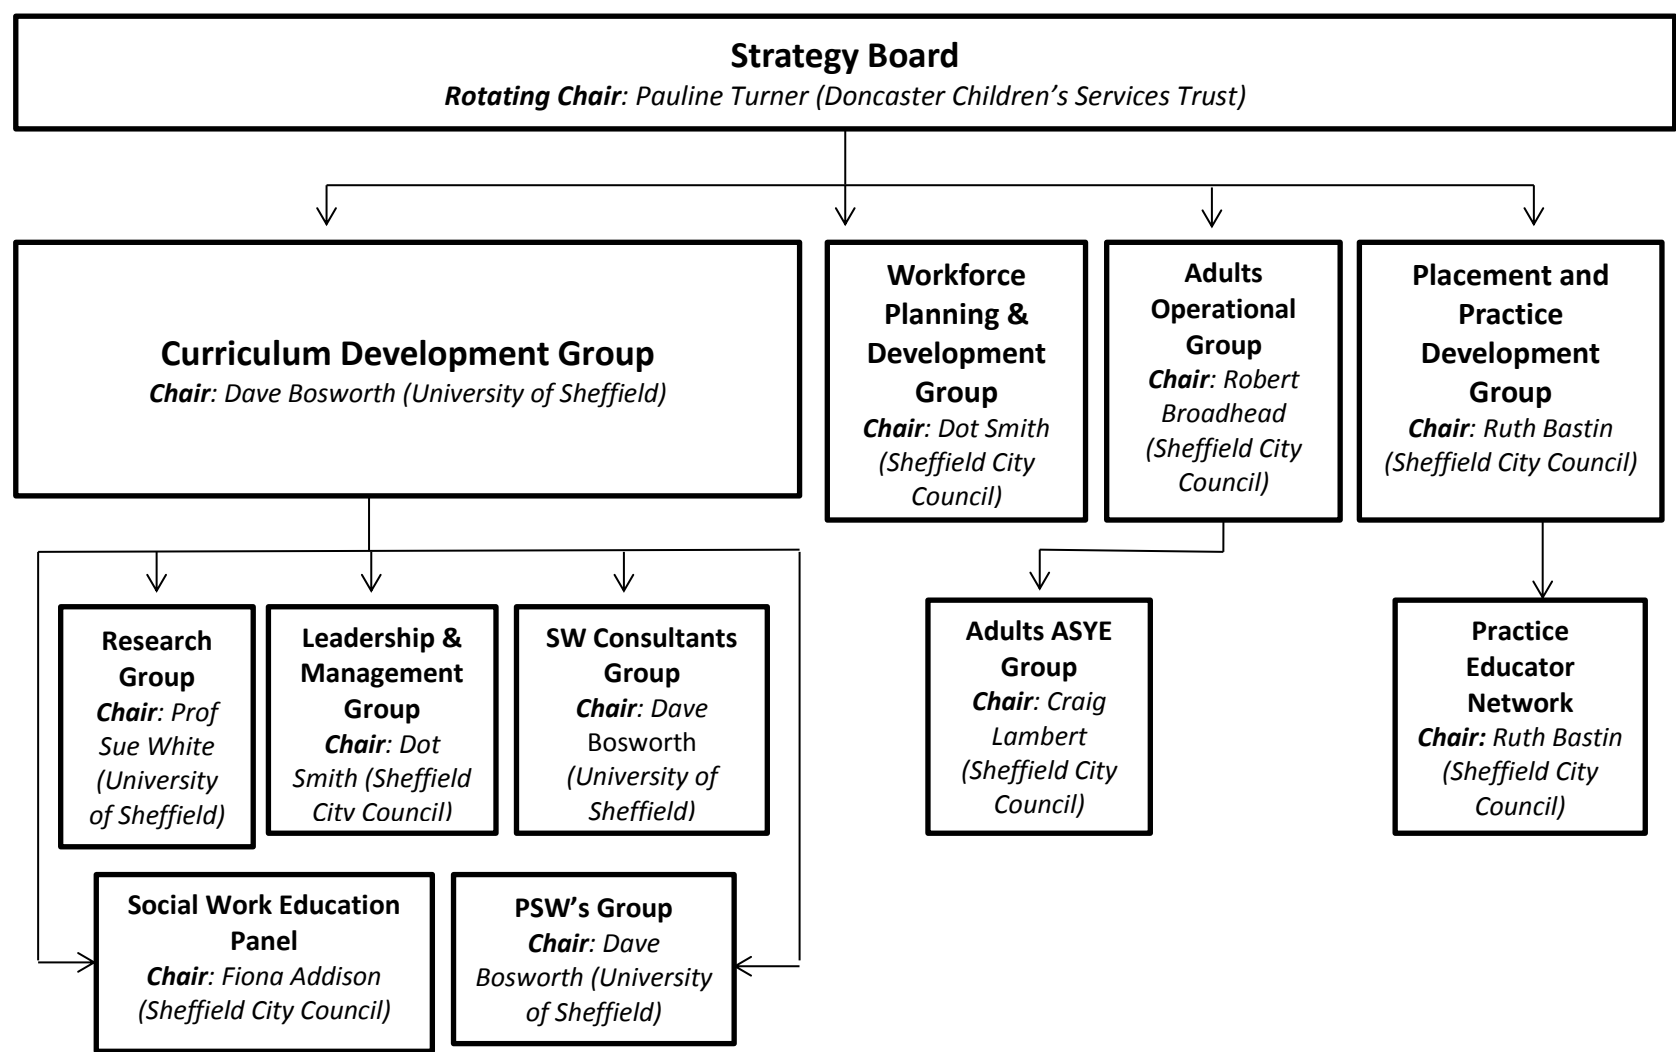 Strategy Board
Rotating Chair: Pauline Turner (Doncaster Children’s Services Trust)
Curriculum Development Group
Chair: Dave Bosworth (University of Sheffield)
Workforce
Planning &
Development
Group
Chair: Dot Smith
(Sheffield City
Council)
Adults
Operational
Group
Chair: Robert
Broadhead
(Sheffield City
Council)
Placement and
Practice
Development
Group
Chair: Ruth Bastin
(Sheffield City Council)
Research
Group
Chair: Prof
Sue White
(University
of Sheffield)
Leadership &
Management
Group
Chair: Dot
Smith (Sheffield
City Council)
SW Consultants
Group
Chair: Dave
Bosworth
(University of
Sheffield)
Adults ASYE
Group
Chair: Craig
Lambert
(Sheffield City
Council)
Practice
Educator
Network
Chair: Ruth Bastin
(Sheffield City
Council)
Social Work Education
Panel
Chair: Fiona Addison
(Sheffield City Council)
PSW’s Group
Chair: Dave
Bosworth (University
of Sheffield)